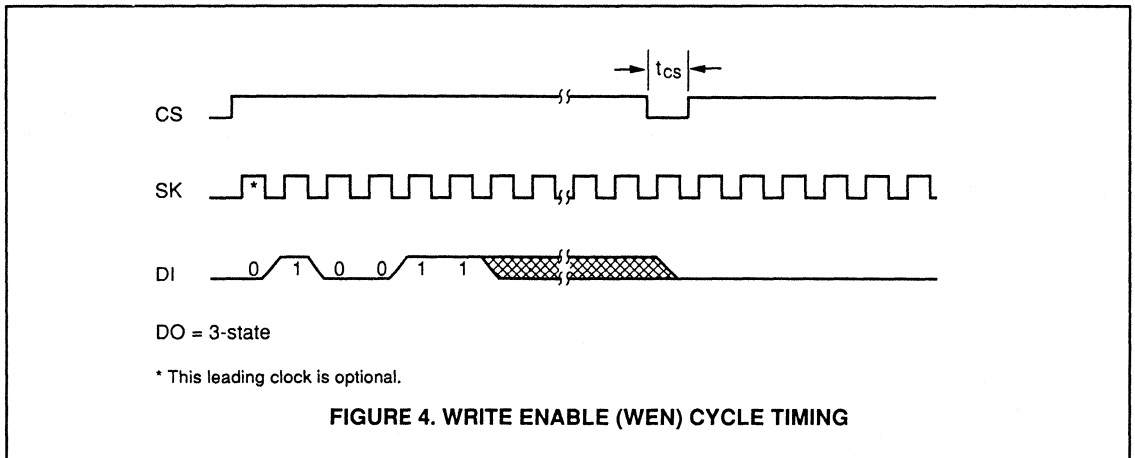 tcs
CS
SK *
DI 0 1 0 0 1 1
DO = 3-state
* This leading clock is optional.
FIGURE 4. WRITE ENABLE (WEN) CYCLE TIMING